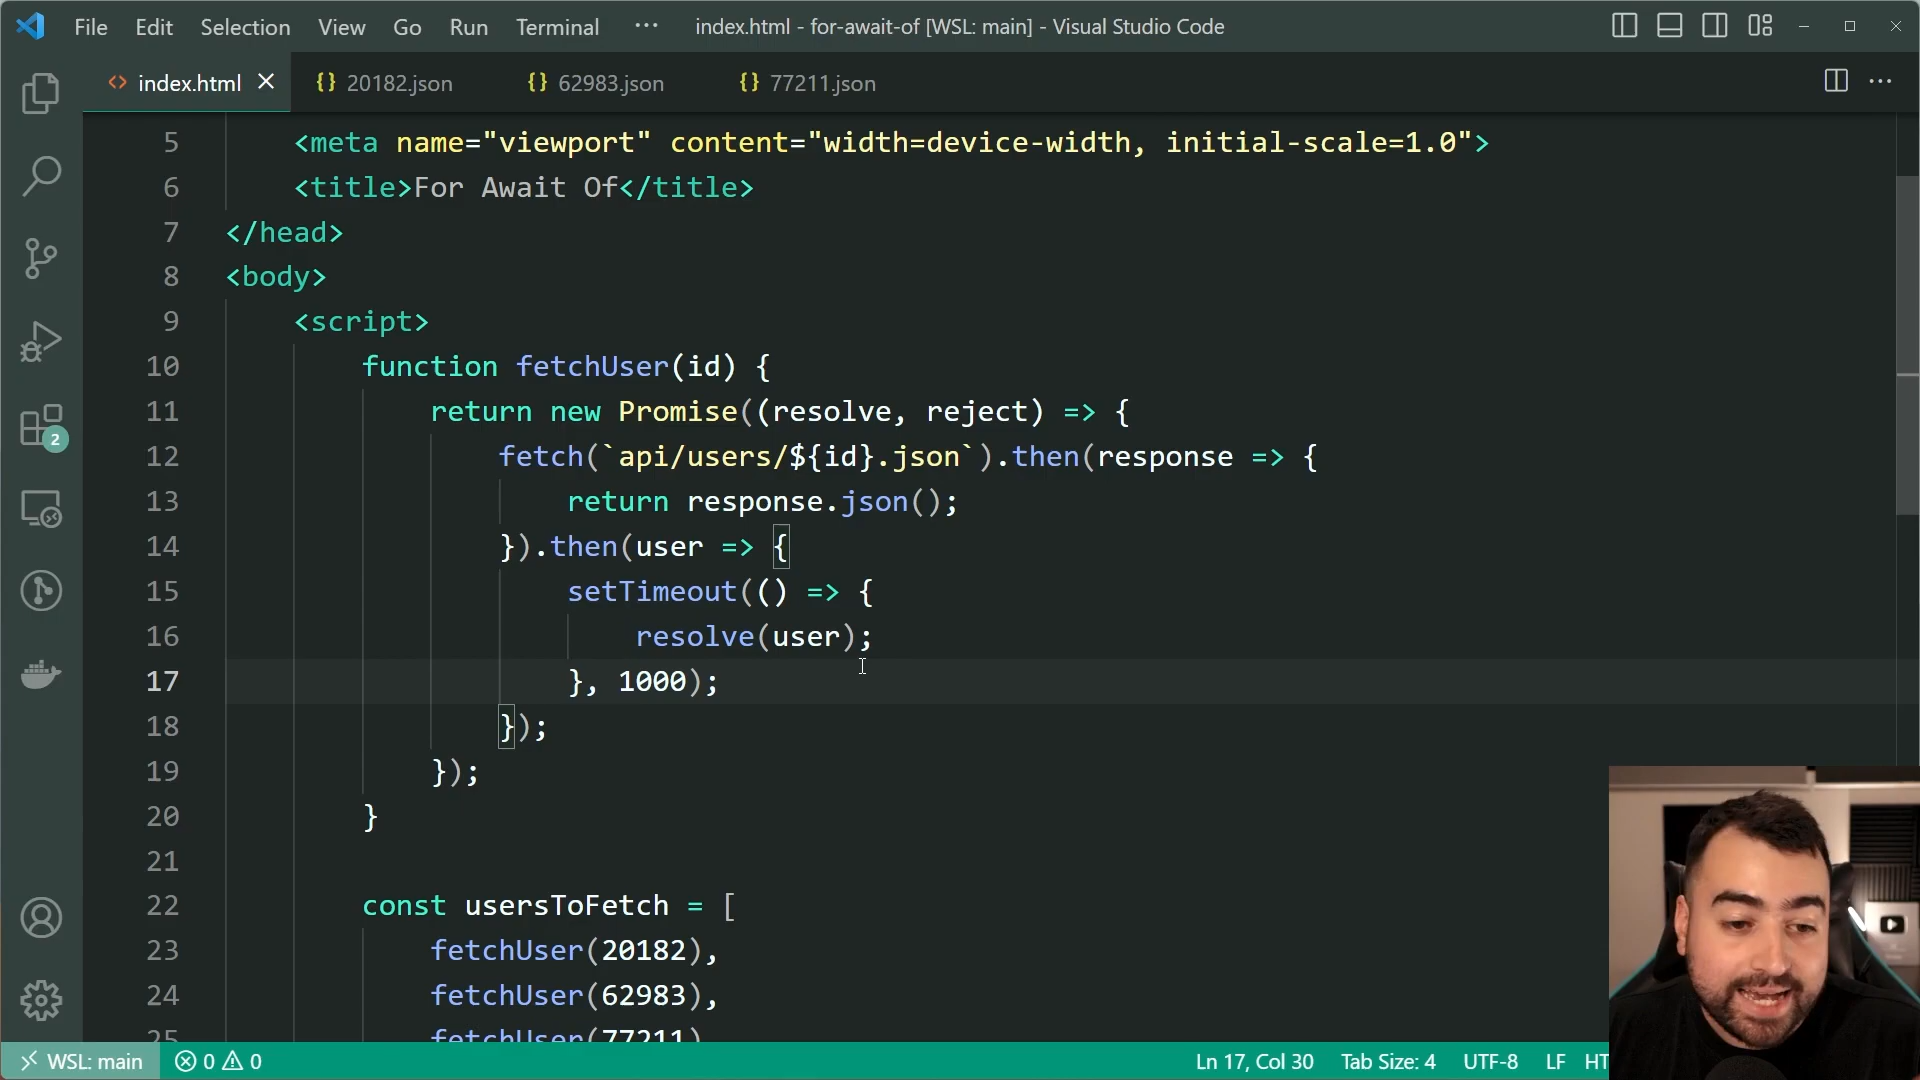 File Edit Selection View Go Run Terminal ··· index.html - for-await-of [WSL: main] - Visual Studio Code
<> index.html × {} 20182.json {} 62983.json {} 77211.json
5 <meta name="viewport" content="width=device-width, initial-scale=1.0">
6 <title>For Await Of</title>
7 </head>
8 <body>
9 <script>
10 function fetchUser(id) {
11 return new Promise((resolve, reject) => {
12 fetch(`api/users/${id}.json`).then(response => {
13 return response.json();
14 }).then(user => {
15 setTimeout(() => {
16 resolve(user);
17 }, 1000);
18 });
19 });
20 }
21
22 const usersToFetch = [
23 fetchUser(20182),
24 fetchUser(62983),
25 fetchUser(77211)
2
WSL: main 0 0 Ln 17, Col 30 Tab Size: 4 UTF-8 LF HT